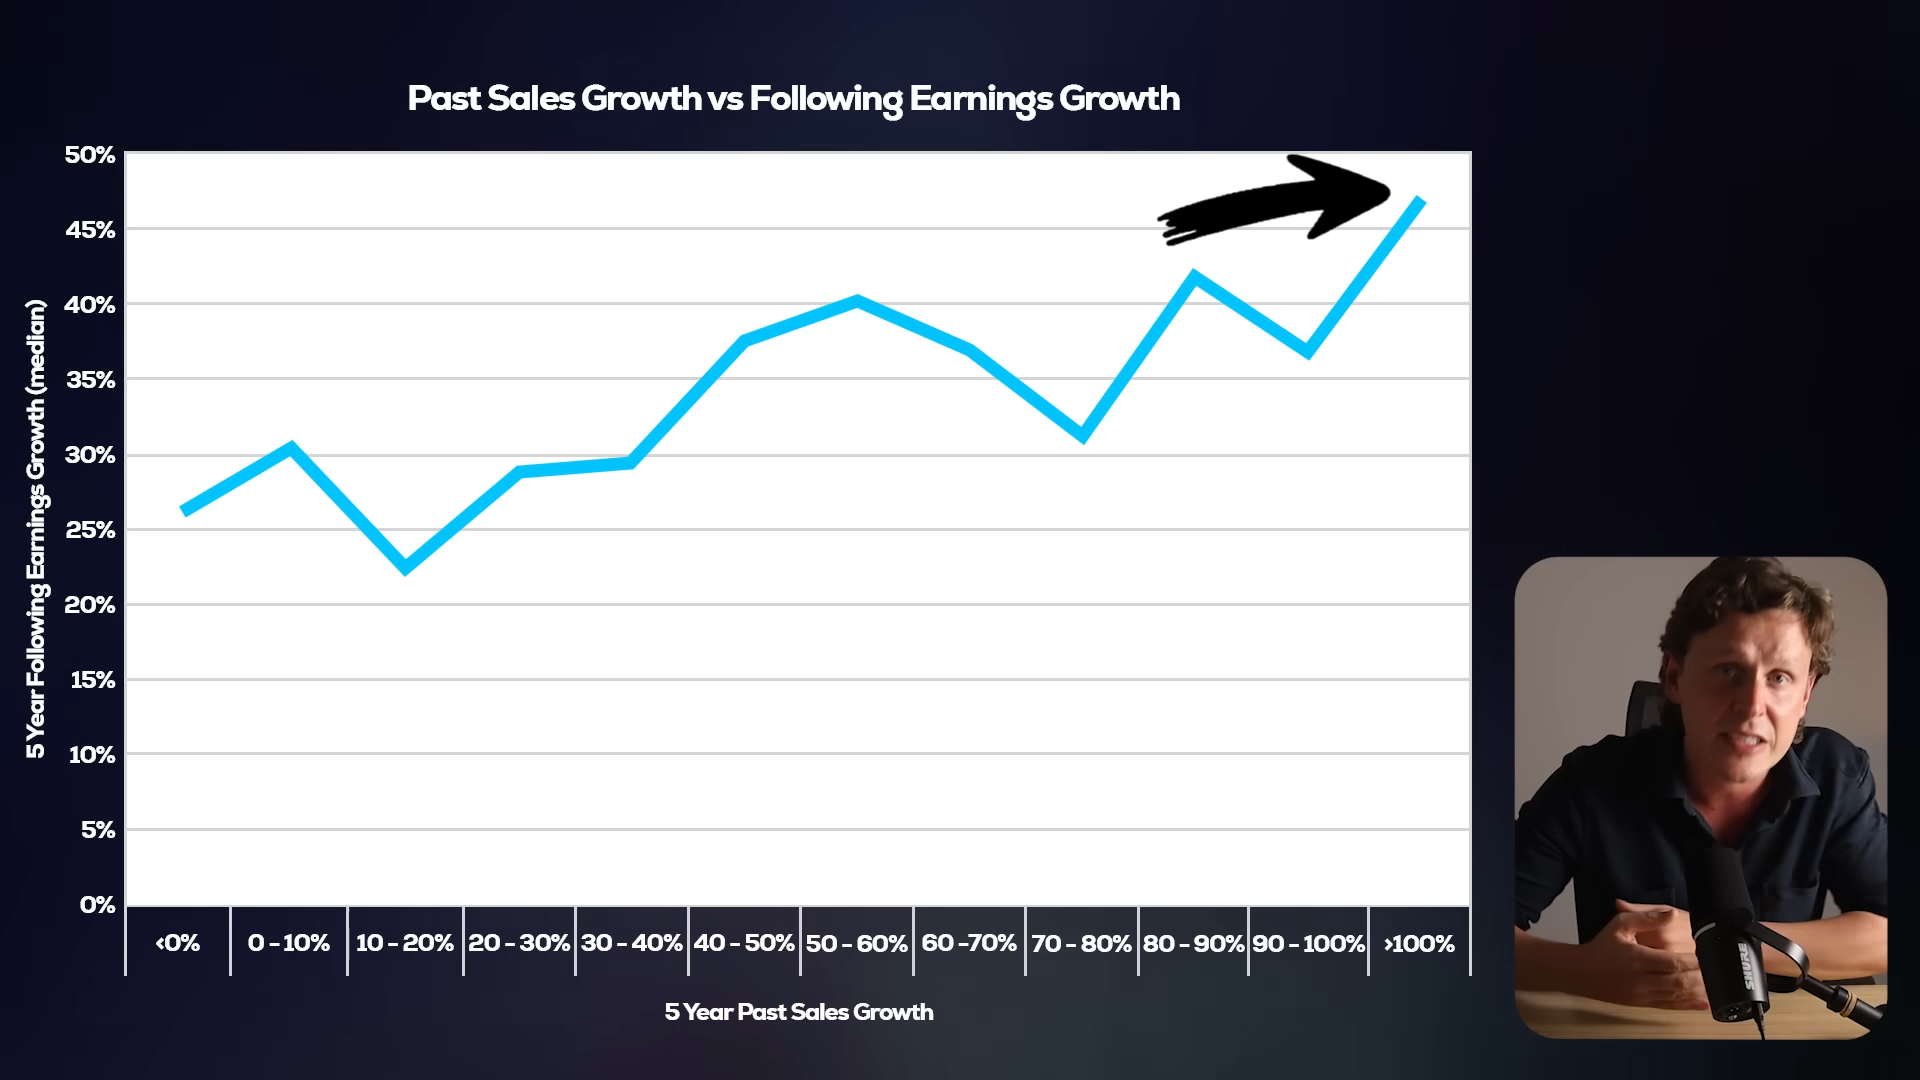 Past Sales Growth vs Following Earnings Growth
50%
45%
40%
35%
30%
25%
20%
15%
10%
5%
0%
5 Year Following Earnings Growth (median)
<0% 0 - 10% 10 - 20% 20 - 30% 30 - 40% 40 - 50% 50 - 60% 60 -70% 70 - 80% 80 - 90% 90 - 100% >100%
5 Year Past Sales Growth
SHURE